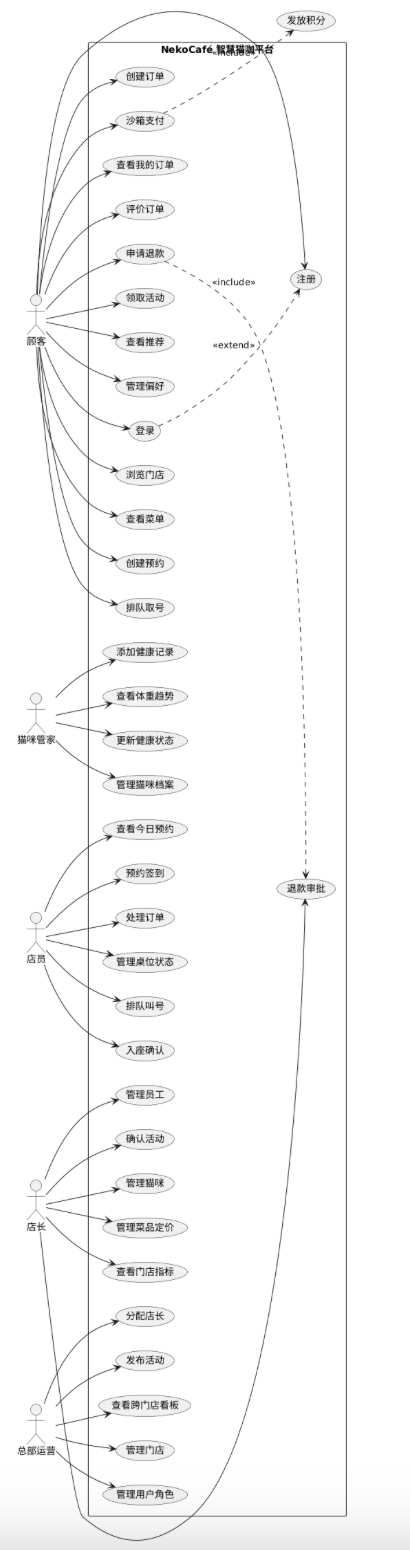 发放积分
NekoCafé 智慧猫咖平台
«include»
创建订单
沙箱支付
查看我的订单
评价订单
申请退款
注册
«include»
领取活动
顾客
查看推荐
«extend»
管理偏好
登录
浏览门店
查看菜单
创建预约
排队取号
添加健康记录
查看体重趋势
猫咪管家
更新健康状态
管理猫咪档案
查看今日预约
预约签到
退款审批
处理订单
店员
管理桌位状态
排队叫号
入座确认
管理员工
确认活动
管理猫咪
店长
管理菜品定价
查看门店指标
分配店长
发布活动
查看跨门店看板
总部运营
管理门店
管理用户角色